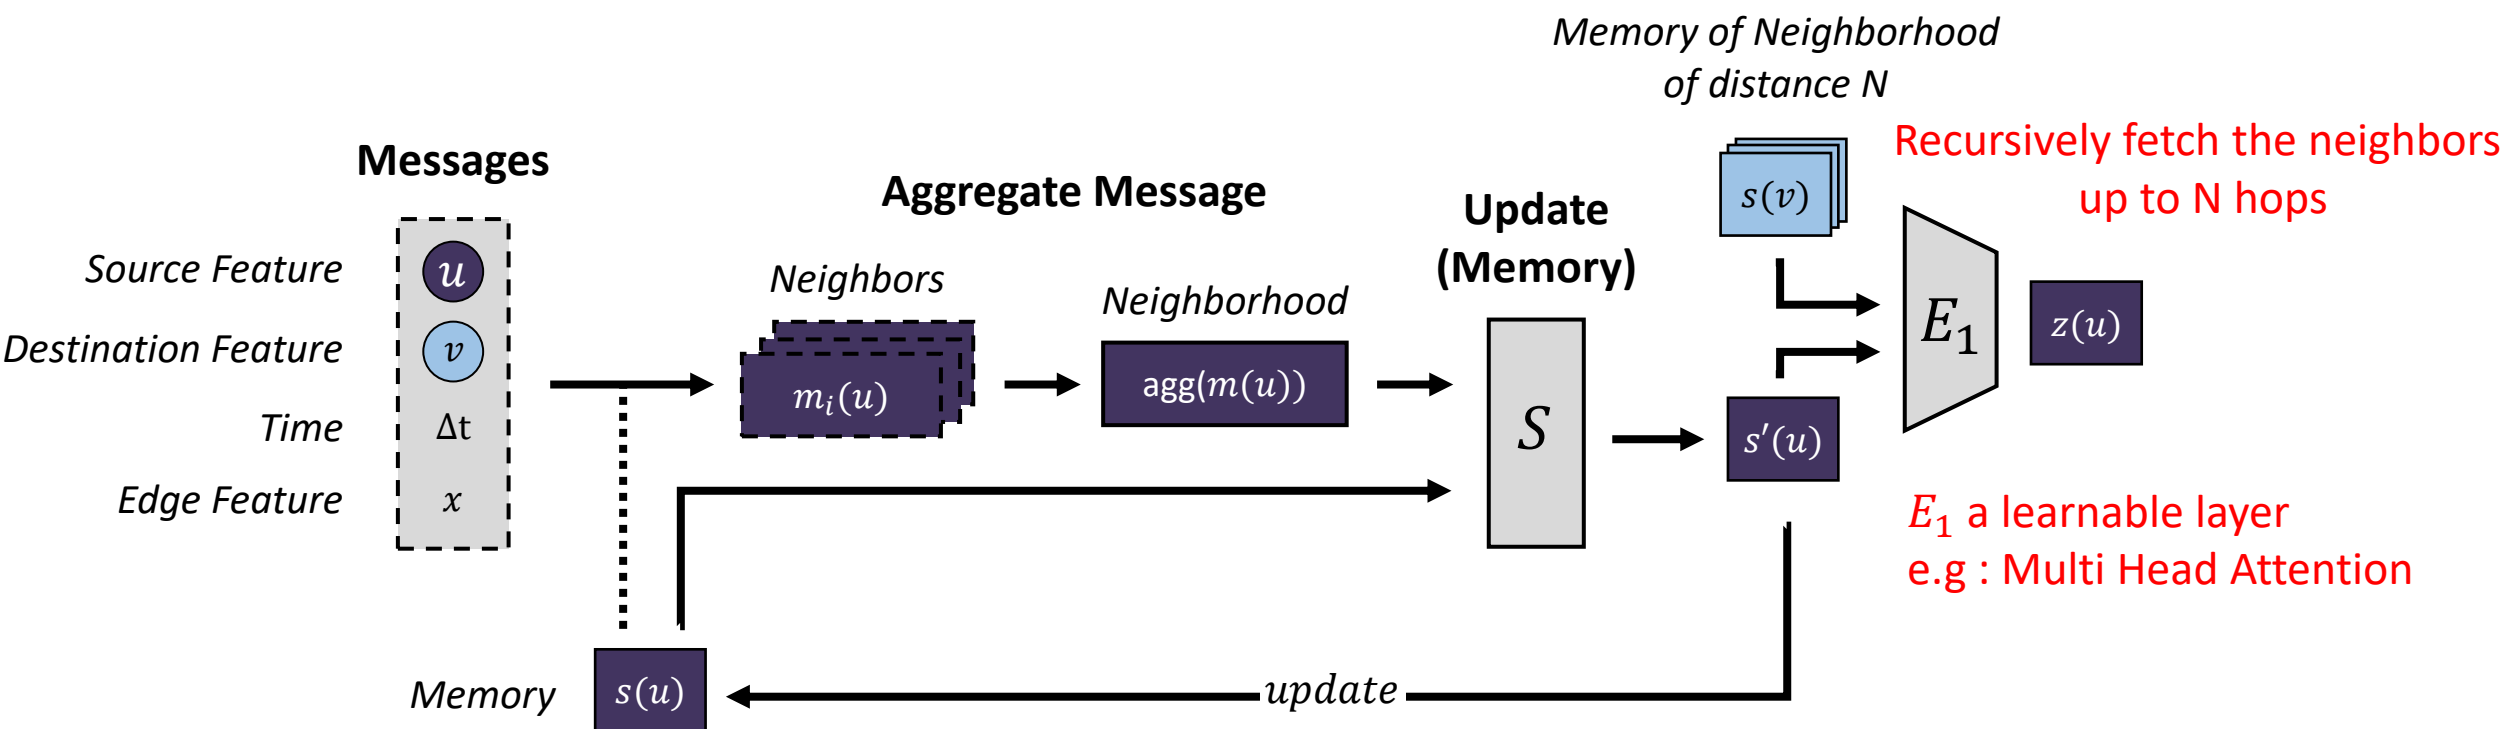 Memory of Neighborhood
of distance N
Recursively fetch the neighbors
up to N hops
Messages
Aggregate Message
Update
(Memory)
s(v)
Source Feature
u
Neighbors
Neighborhood
E₁
z(u)
Destination Feature
v
mᵢ(u)
agg(m(u))
S
s′(u)
Time
Δt
Edge Feature
x
E₁ a learnable layer
e.g : Multi Head Attention
Memory
s(u)
update